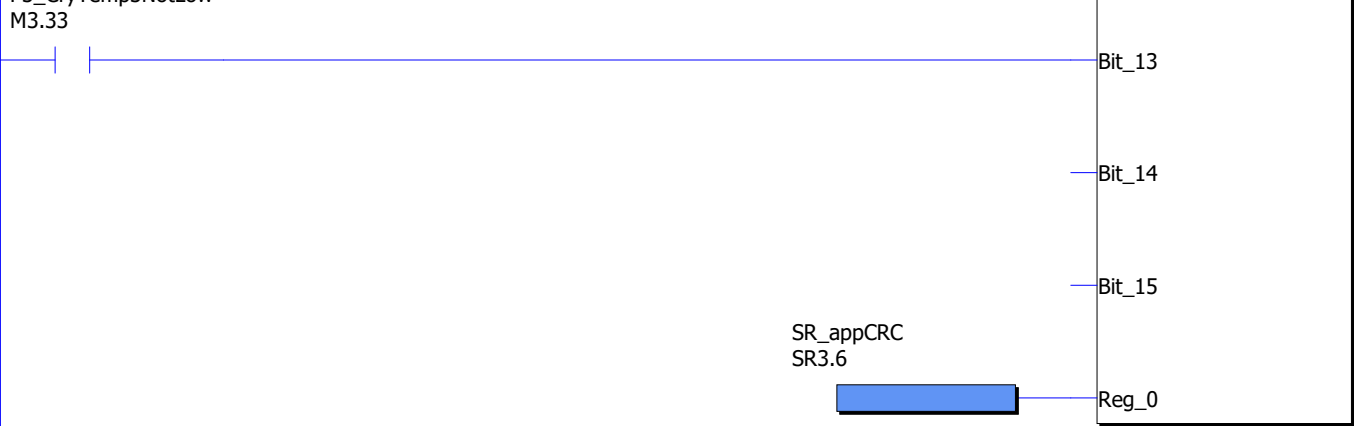 M3.33
Bit_13
Bit_14
Bit_15
SR_appCRC
SR3.6
Reg_0